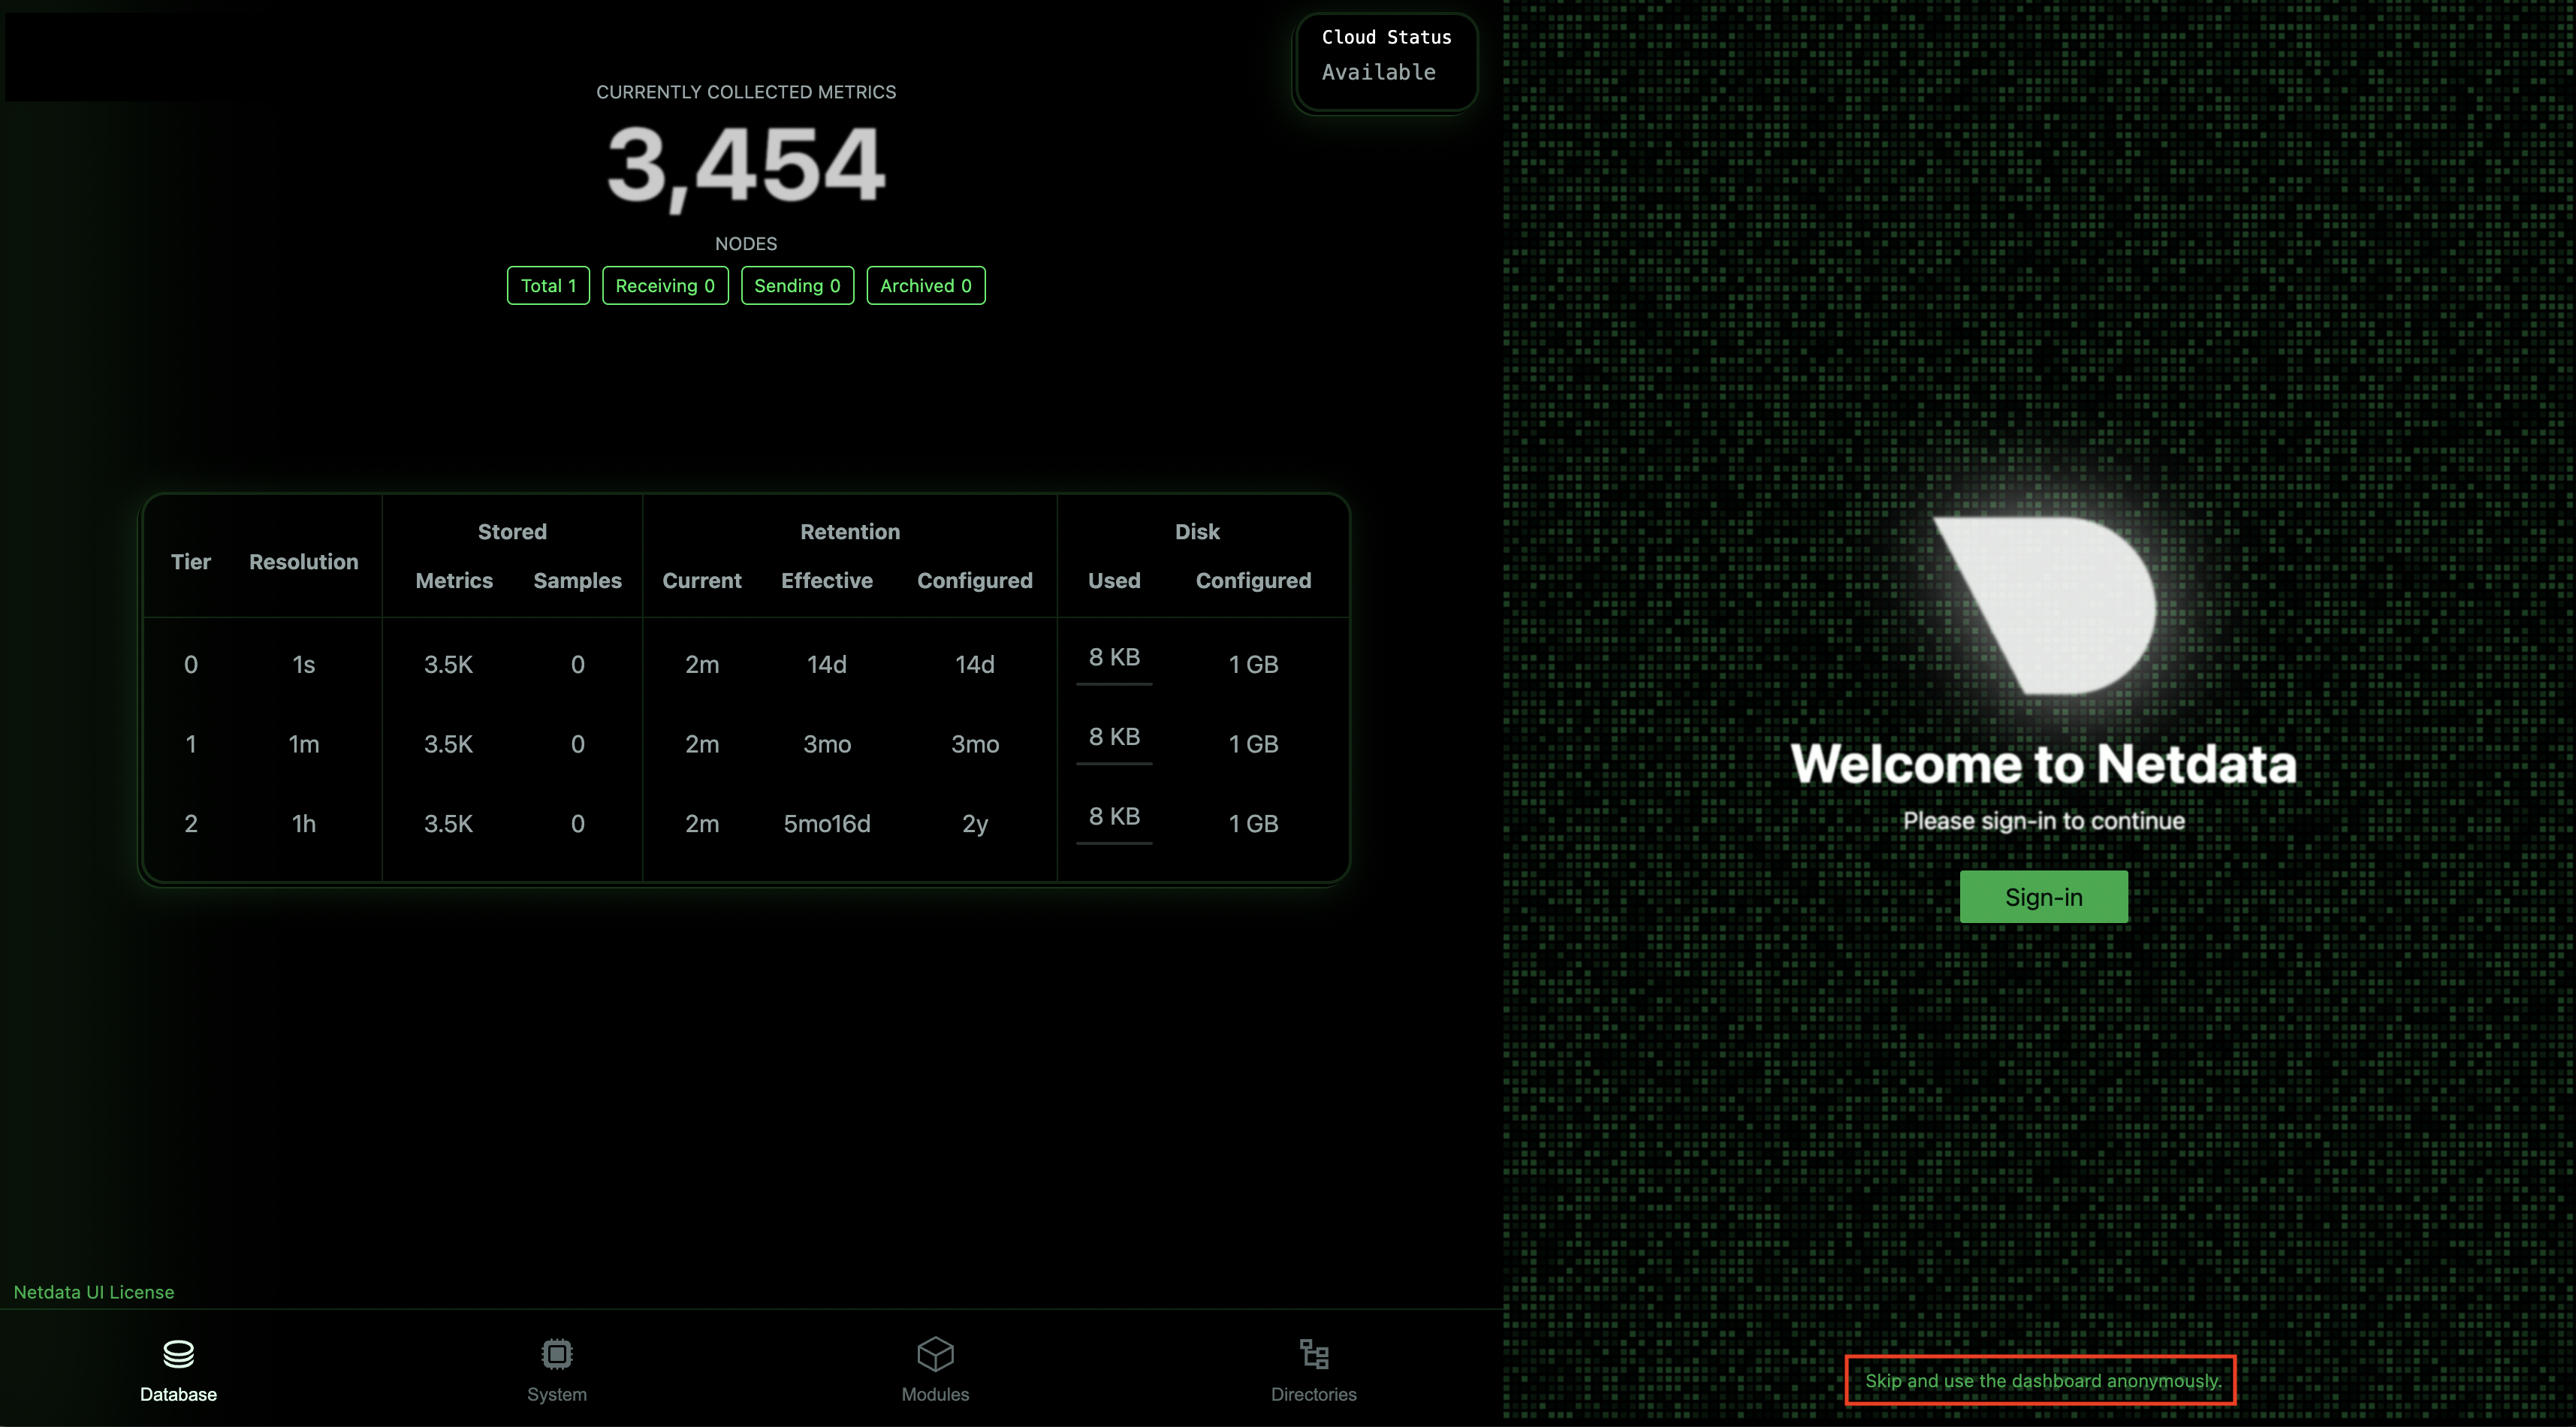 Cloud Status
Available
CURRENTLY COLLECTED METRICS
3,454
NODES
Total 1 Receiving 0 Sending 0 Archived 0
Tier Resolution Stored Retention Disk
Metrics Samples Current Effective Configured Used Configured
0 1s 3.5K 0 2m 14d 14d 8 KB 1 GB
1 1m 3.5K 0 2m 3mo 3mo 8 KB 1 GB
2 1h 3.5K 0 2m 5mo16d 2y 8 KB 1 GB
Netdata UI License
Database System Modules Directories
Welcome to Netdata
Please sign-in to continue
Sign-in
Skip and use the dashboard anonymously.